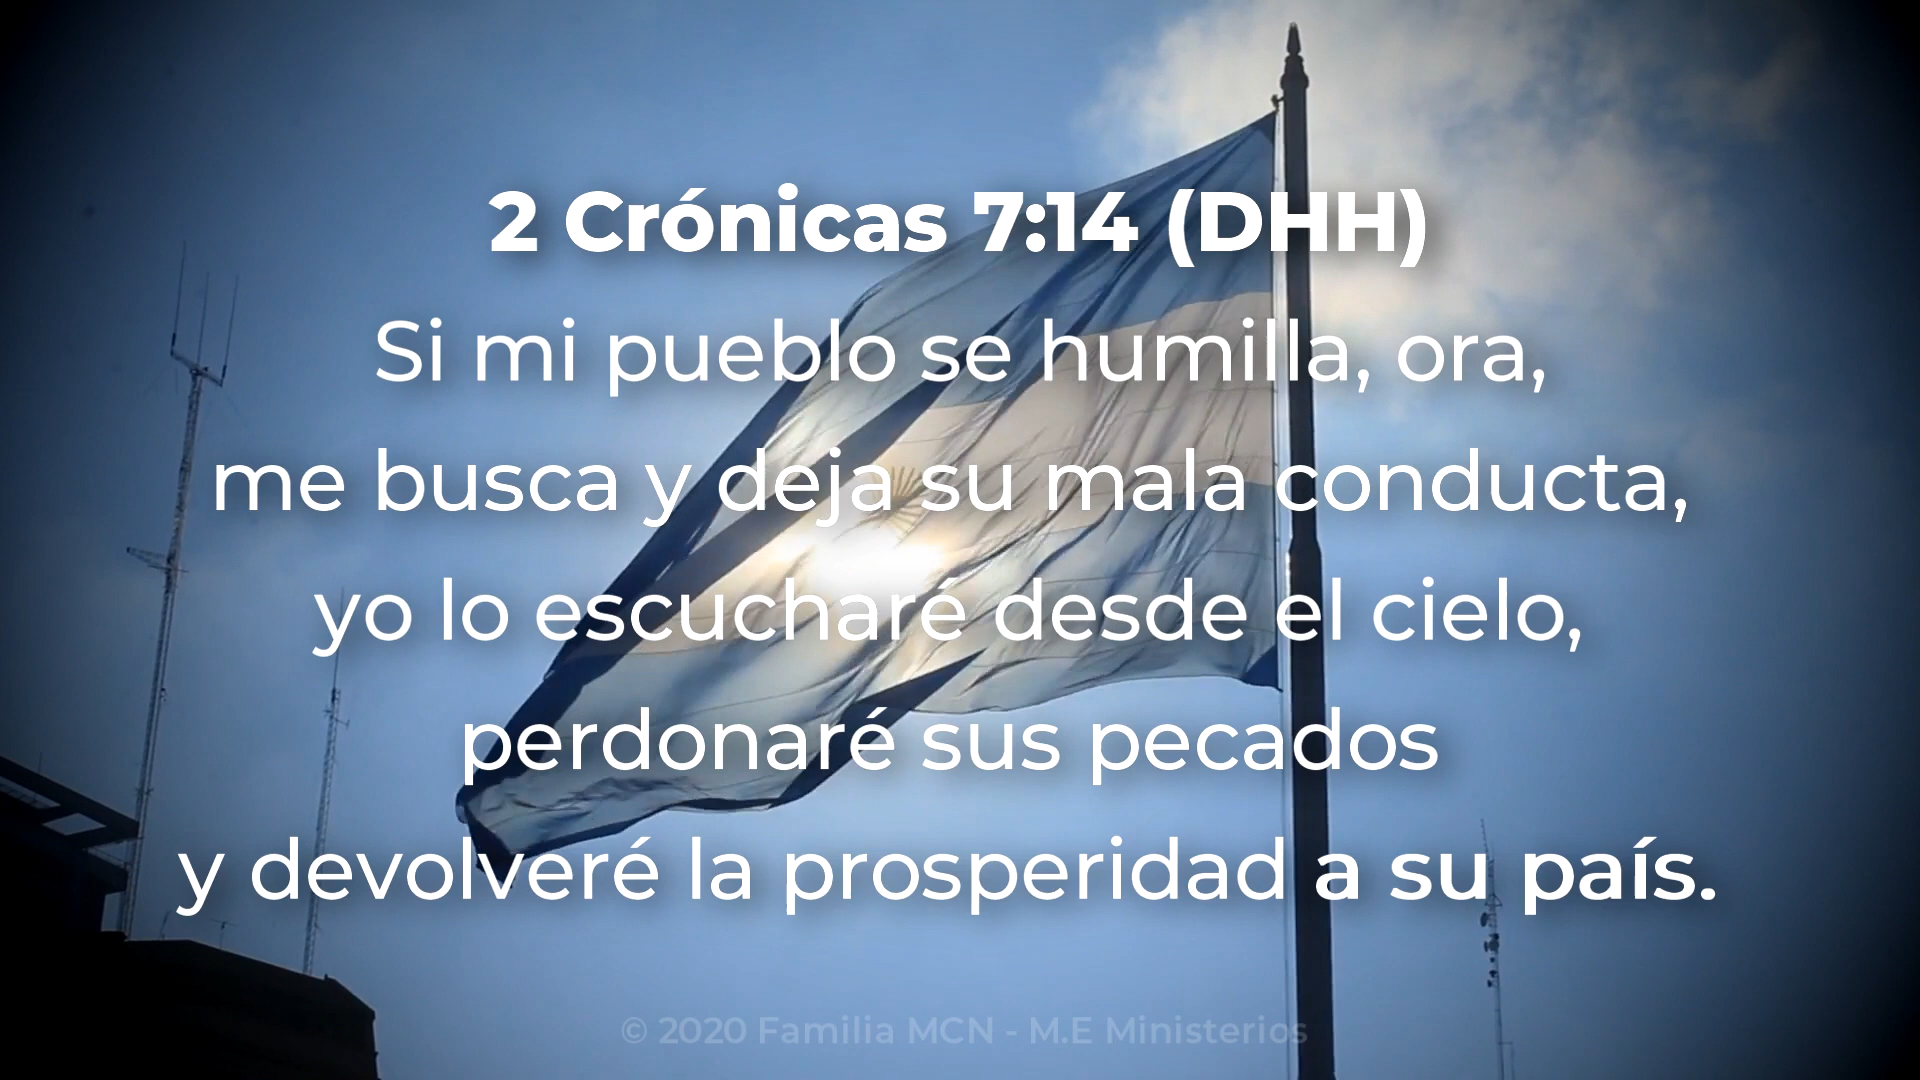 2 Crónicas 7:14 (DHH)
Si mi pueblo se humilla, ora,
me busca y deja su mala conducta,
yo lo escucharé desde el cielo,
perdonaré sus pecados
y devolveré la prosperidad a su país.
© 2020 Familia MCN - M.E Ministerios